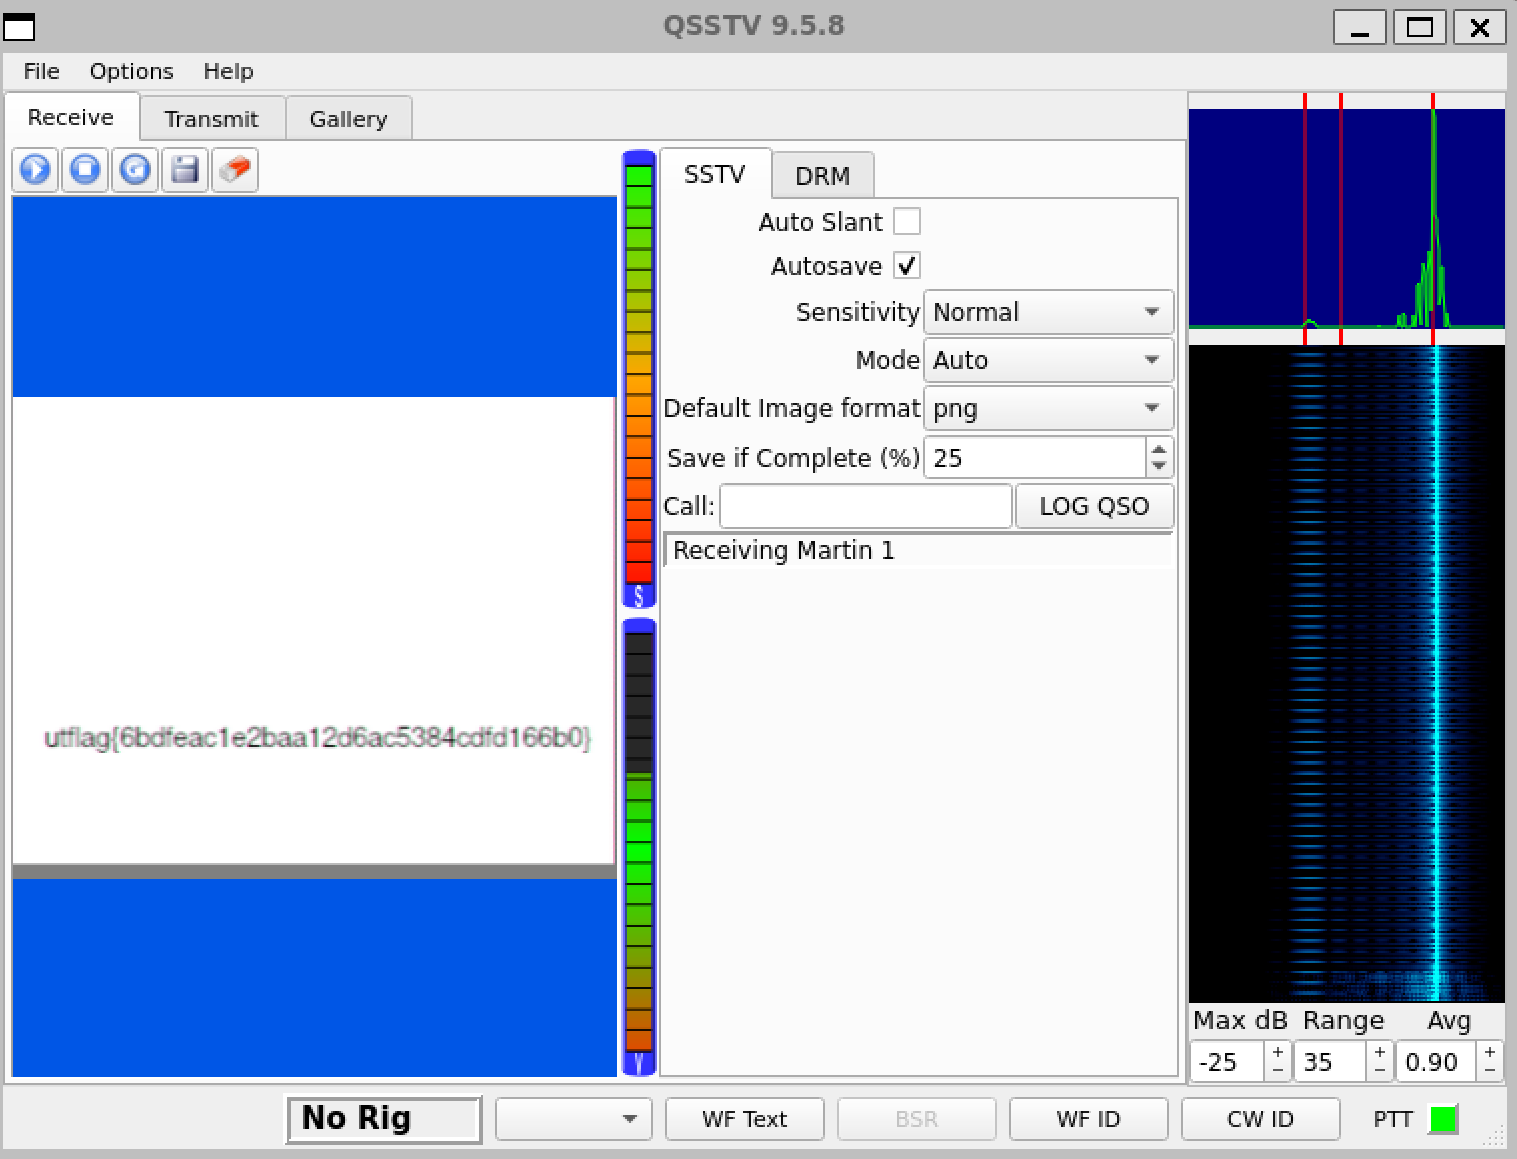 QSSTV 9.5.8
File Options Help
Receive Transmit Gallery
SSTV DRM
Auto Slant
Autosave
Sensitivity Normal
Mode Auto
Default Image format png
Save if Complete (%) 25
Call: LOG QSO
Receiving Martin 1
utflag{6bdfeac1e2baa12d6ac5384cdfd166b0}
S
V
Max dB Range Avg
-25 + - 35 + - 0.90 + -
No Rig WF Text BSR WF ID CW ID PTT